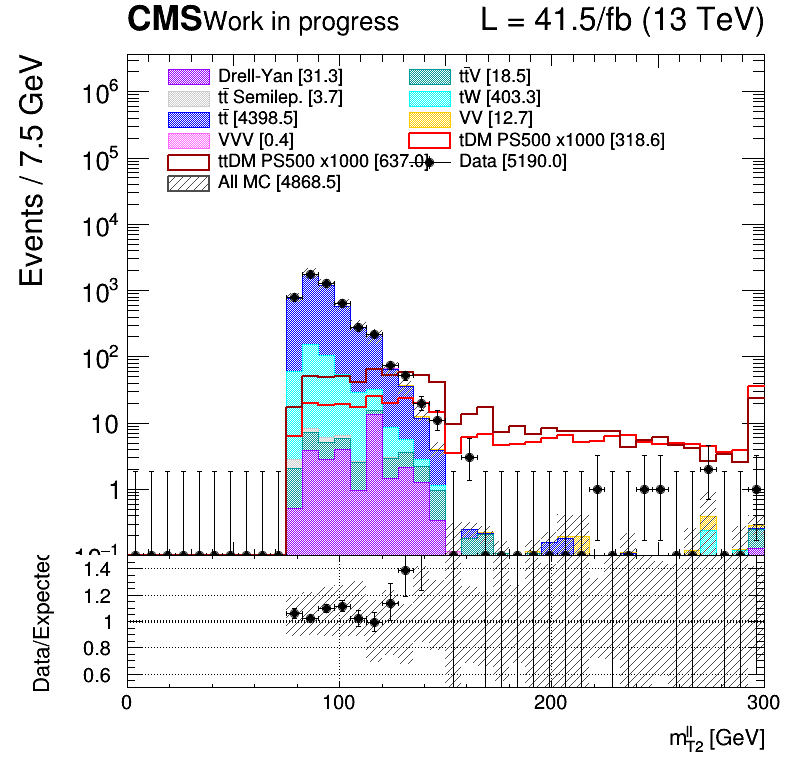 CMS Work in progress L = 41.5/fb (13 TeV)
Events / 7.5 GeV
Drell-Yan [31.3] tt̄V [18.5]
tt̄ Semilep. [3.7] tW [403.3]
tt̄ [4398.5] VV [12.7]
VVV [0.4] tDM PS500 x1000 [318.6]
ttDM PS500 x1000 [637.0] Data [5190.0]
All MC [4868.5]
10⁶
10⁵
10⁴
10³
10²
10
1
10⁻¹
Data/Expected
1.4
1.2
1
0.8
0.6
0 100 200 300
m_{T2}^{ll} [GeV]